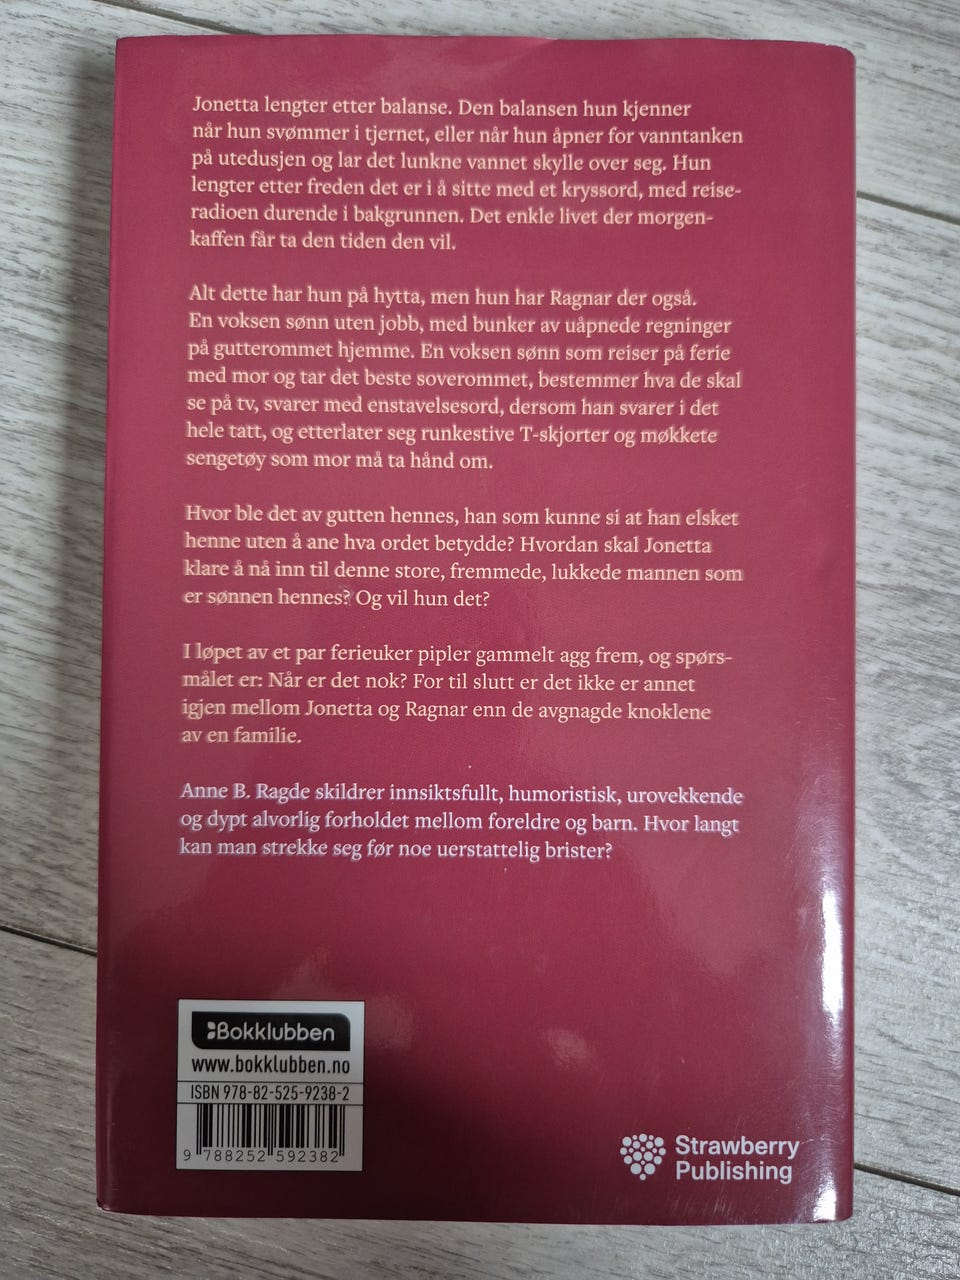 Jonetta lengter etter balanse. Den balansen hun kjenner
når hun svømmer i tjernet, eller når hun åpner for vanntanken
på utedusjen og lar det lunkne vannet skylle over seg. Hun
lengter etter freden det er i å sitte med et kryssord, med reise-
radioen durende i bakgrunnen. Det enkle livet der morgen-
kaffen får ta den tiden den vil.
Alt dette har hun på hytta, men hun har Ragnar der også.
En voksen sønn uten jobb, med bunker av uåpnede regninger
på gutterommet hjemme. En voksen sønn som reiser på ferie
med mor og tar det beste soverommet, bestemmer hva de skal
se på tv, svarer med enstavelsesord, dersom han svarer i det
hele tatt, og etterlater seg runkestive T-skjorter og møkkete
sengetøy som mor må ta hånd om.
Hvor ble det av gutten hennes, han som kunne si at han elsket
henne uten å ane hva ordet betydde? Hvordan skal Jonetta
klare å nå inn til denne store, fremmede, lukkede mannen som
er sønnen hennes? Og vil hun det?
I løpet av et par ferieuker pipler gammelt agg frem, og spørs-
målet er: Når er det nok? For til slutt er det ikke er annet
igjen mellom Jonetta og Ragnar enn de avgnagde knoklene
av en familie.
Anne B. Ragde skildrer innsiktsfullt, humoristisk, urovekkende
og dypt alvorlig forholdet mellom foreldre og barn. Hvor langt
kan man strekke seg før noe uerstattelig brister?
Bokklubben
www.bokklubben.no
ISBN 978-82-525-9238-2
9 788252 592382
Strawberry
Publishing